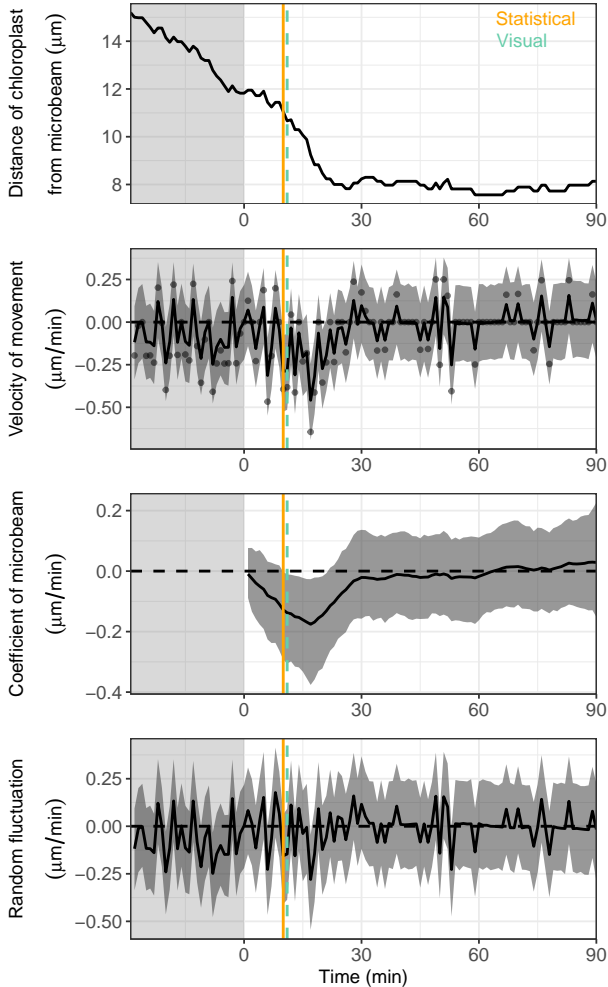 Distance of chloroplast
from microbeam (μm)
14
12
10
8
Statistical
Visual
0
30
60
90
Velocity of movement
(μm/min)
0.25
0.00
−0.25
−0.50
0
30
60
90
Coefficient of microbeam
(μm/min)
0.2
0.0
−0.2
−0.4
0
30
60
90
Random fluctuation
(μm/min)
0.25
0.00
−0.25
−0.50
0
30
60
90
Time (min)